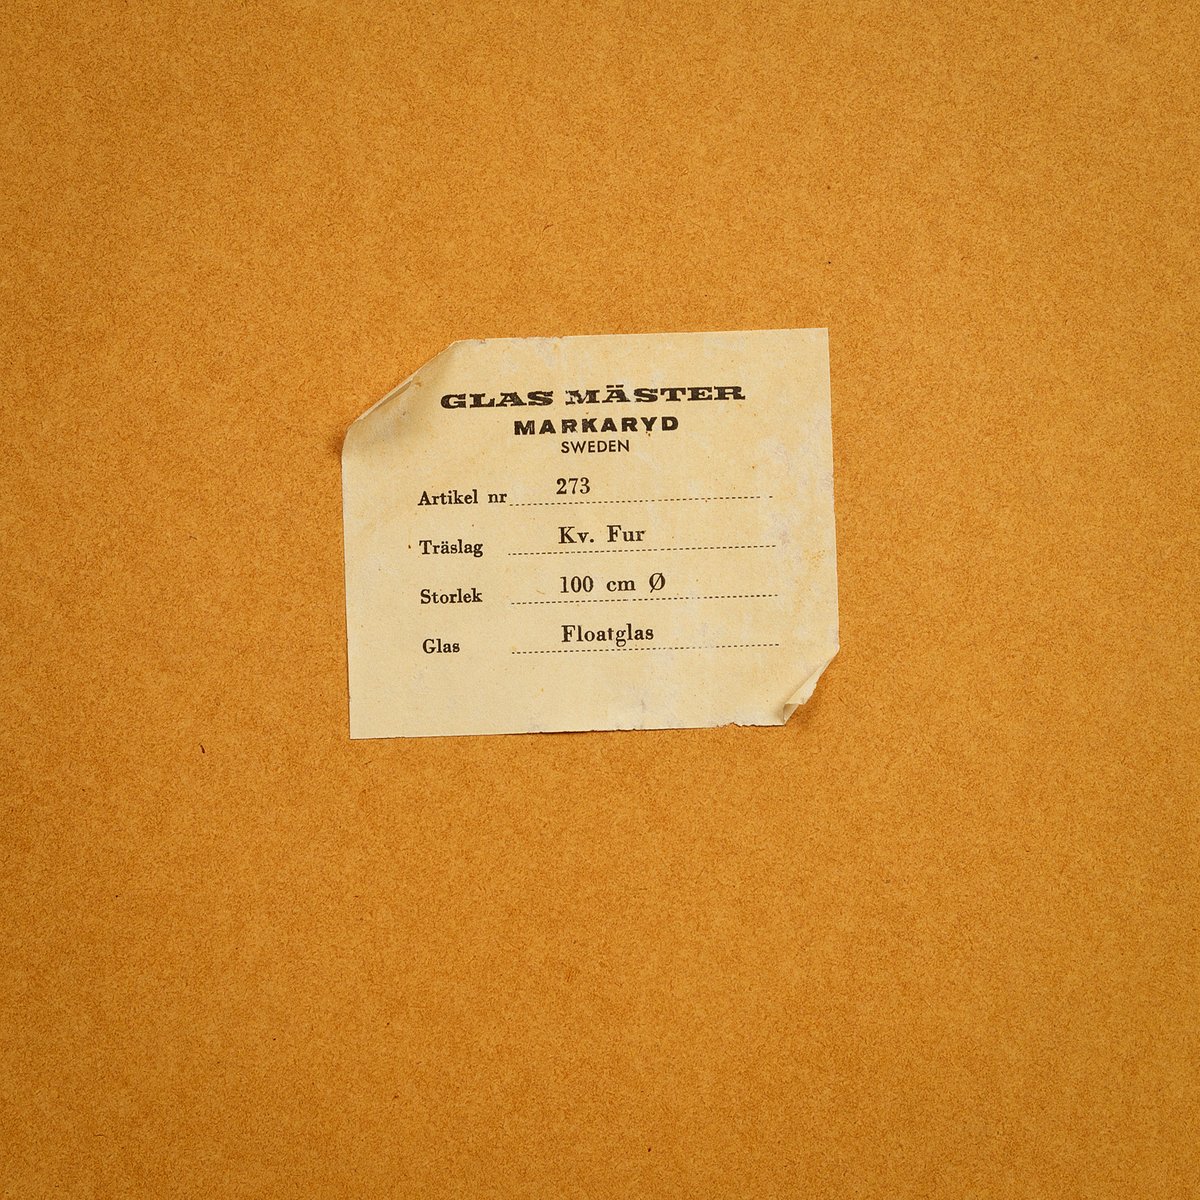 GLAS MÄSTER
MARKARYD
SWEDEN
Artikel nr 273
Träslag Kv. Fur
Storlek 100 cm Ø
Glas Floatglas